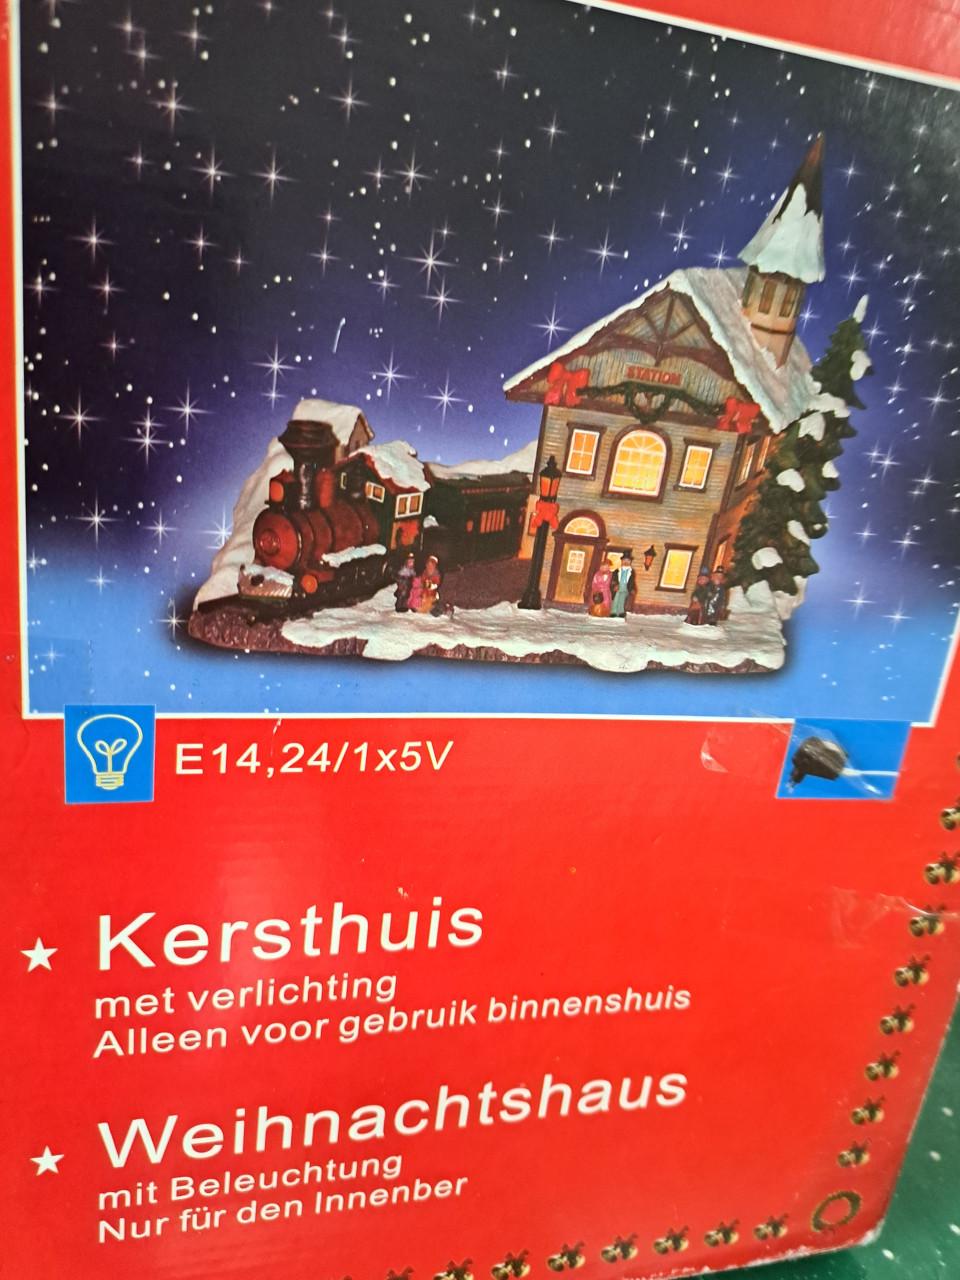 STATION
E14,24/1x5V
Kersthuis
met verlichting
Alleen voor gebruik binnenshuis
Weihnachtshaus
mit Beleuchtung
Nur für den Innenber